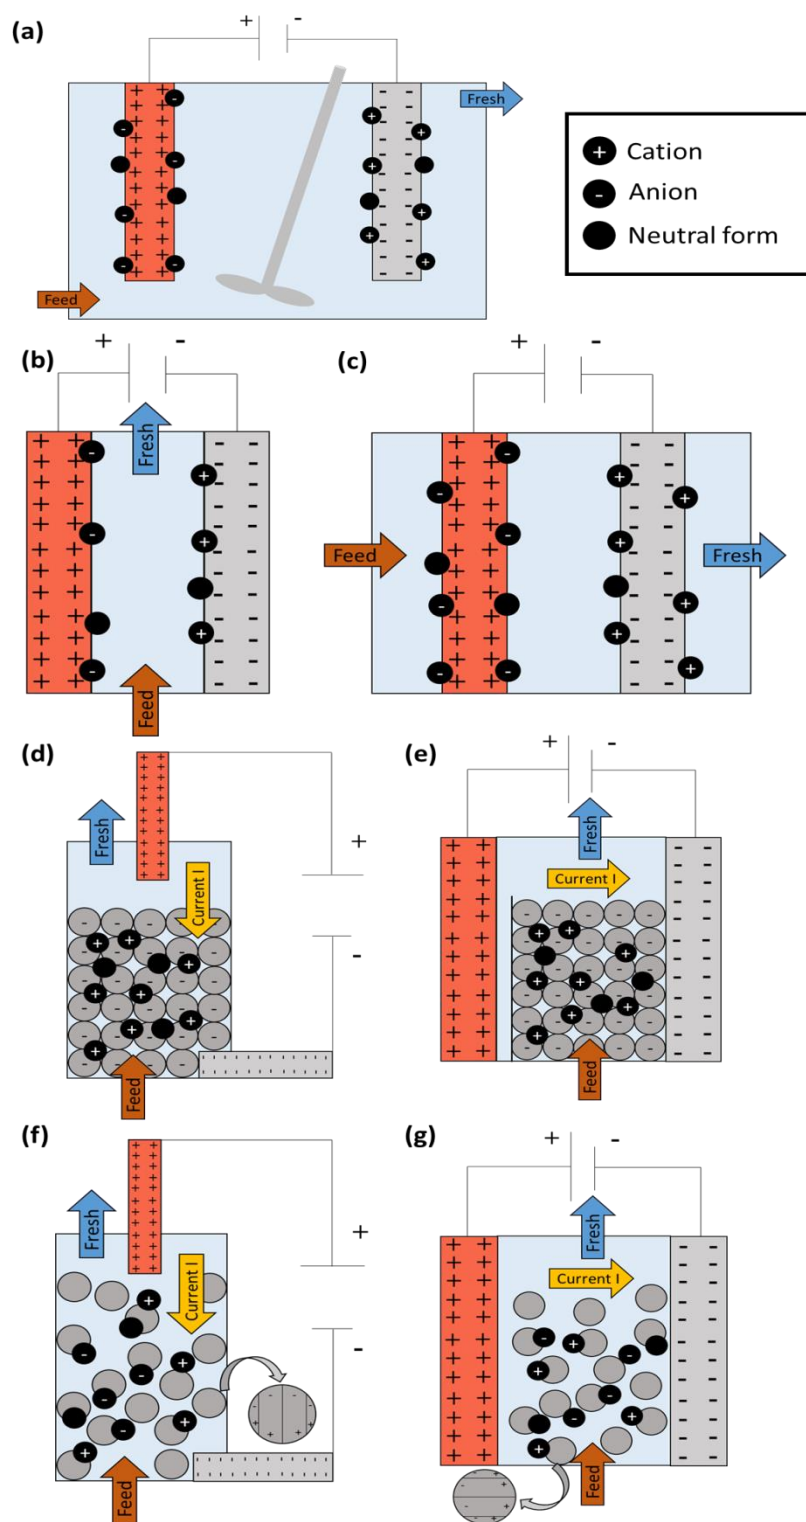 (a)
+ -
Fresh
Feed
+ Cation
- Anion
Neutral form
(b)
+ -
Fresh
Feed
(c)
+ -
Feed
Fresh
(d)
Fresh
Current I
+
-
Feed
(e)
+ -
Fresh
Current I
Feed
(f)
Fresh
Current I
+
-
Feed
(g)
+ -
Fresh
Current I
Feed